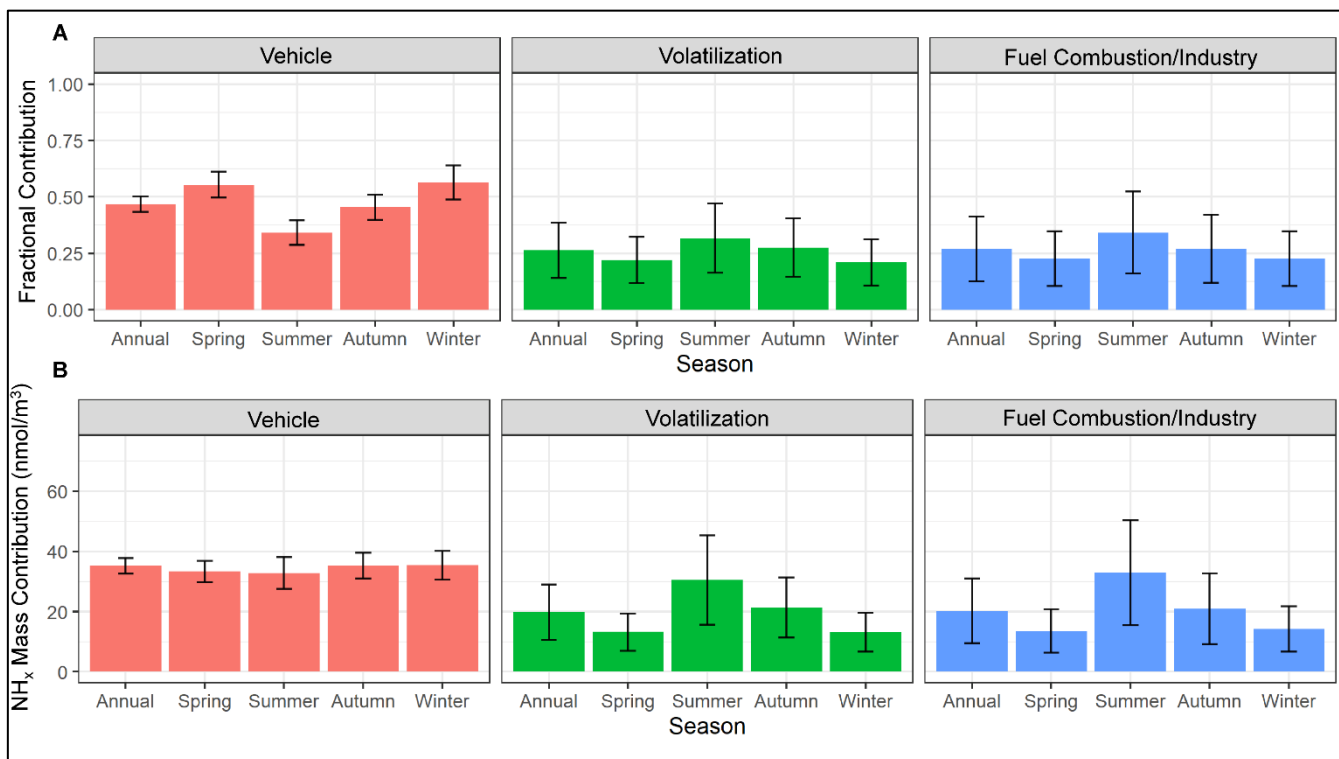 A
Vehicle Volatilization Fuel Combustion/Industry
Fractional Contribution
1.00
0.75
0.50
0.25
0.00
Annual Spring Summer Autumn Winter Annual Spring Summer Autumn Winter Annual Spring Summer Autumn Winter
Season
B
Vehicle Volatilization Fuel Combustion/Industry
NHₓ Mass Contribution (nmol/m³)
60
40
20
0
Annual Spring Summer Autumn Winter Annual Spring Summer Autumn Winter Annual Spring Summer Autumn Winter
Season